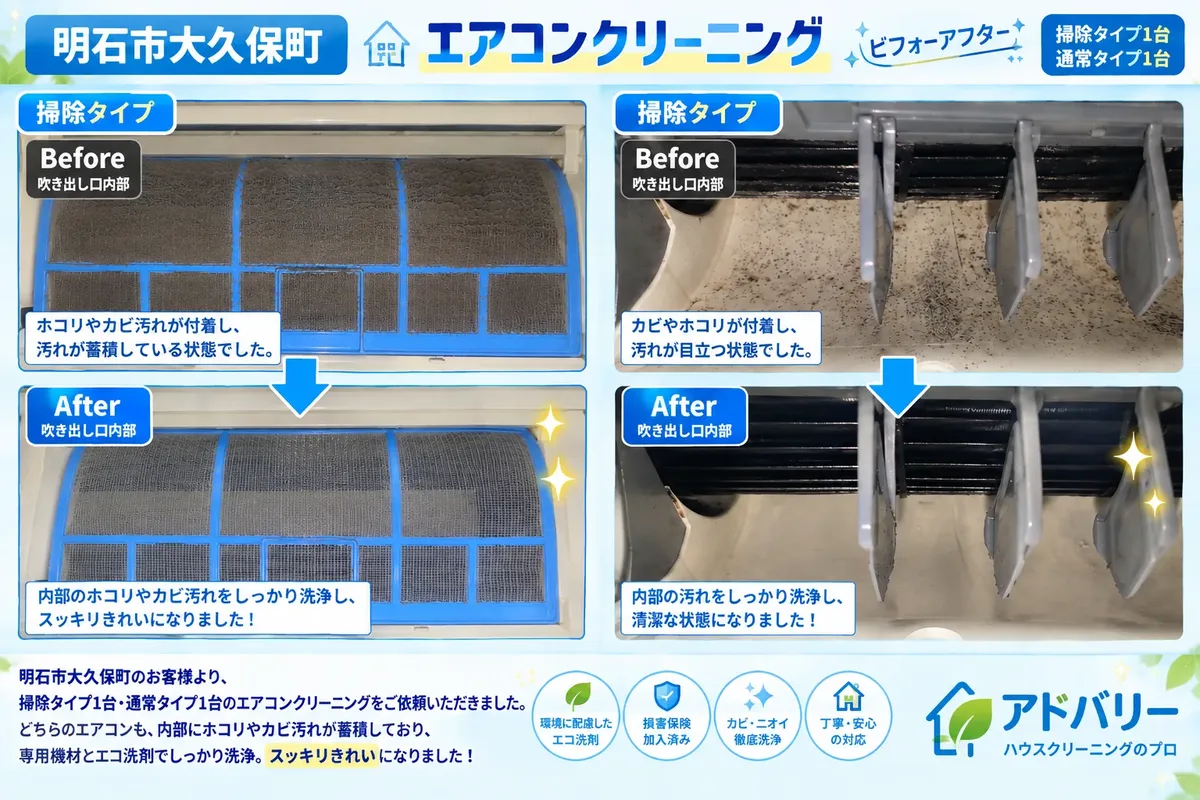 明石市大久保町
エアコンクリーニング
ビフォーアフター
掃除タイプ1台
通常タイプ1台
掃除タイプ
Before
吹き出し口内部
ホコリやカビ汚れが付着し、
汚れが蓄積している状態でした。
After
吹き出し口内部
内部のホコリやカビ汚れをしっかり洗浄し、
スッキリきれいになりました！
掃除タイプ
Before
吹き出し口内部
カビやホコリが付着し、
汚れが目立つ状態でした。
After
吹き出し口内部
内部の汚れをしっかり洗浄し、
清潔な状態になりました！
明石市大久保町のお客様より、
掃除タイプ1台・通常タイプ1台のエアコンクリーニングをご依頼いただきました。
どちらのエアコンも、内部にホコリやカビ汚れが蓄積しており、
専用機材とエコ洗剤でしっかり洗浄。スッキリきれいになりました！
環境に配慮した
エコ洗剤
損害保険
加入済み
カビ・ニオイ
徹底洗浄
丁寧・安心
の対応
アドバリー
ハウスクリーニングのプロ